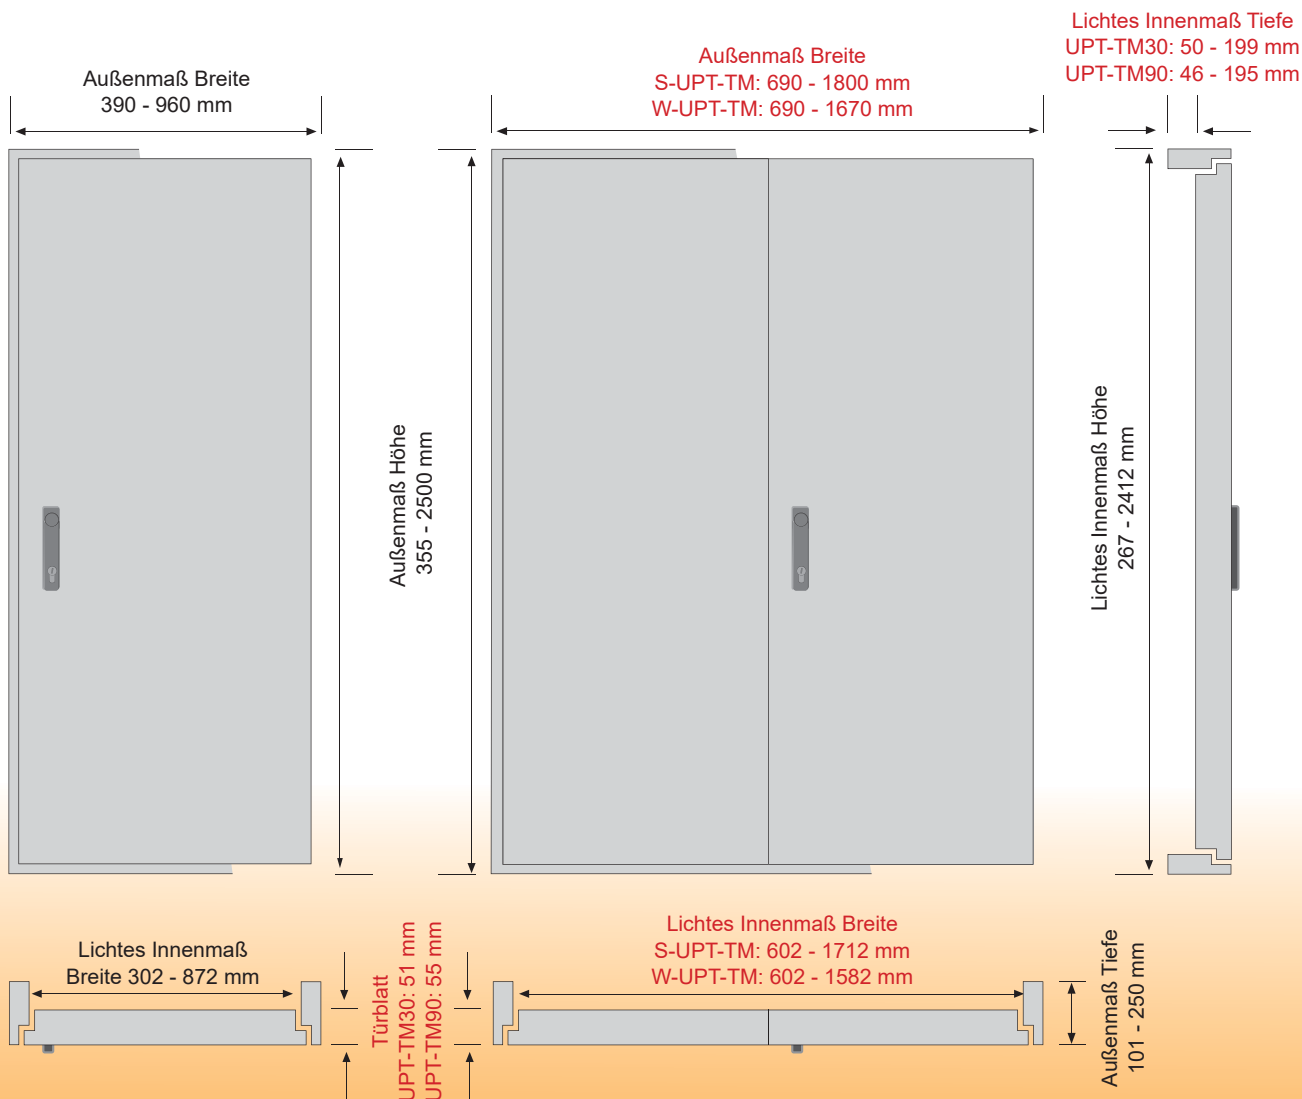 Lichtes Innenmaß Tiefe
UPT-TM30: 50 - 199 mm
UPT-TM90: 46 - 195 mm
Außenmaß Breite
390 - 960 mm
Außenmaß Breite
S-UPT-TM: 690 - 1800 mm
W-UPT-TM: 690 - 1670 mm
Außenmaß Höhe
355 - 2500 mm
Lichtes Innenmaß Höhe
267 - 2412 mm
Lichtes Innenmaß
Breite 302 - 872 mm
Türblatt
UPT-TM30: 51 mm
UPT-TM90: 55 mm
Lichtes Innenmaß Breite
S-UPT-TM: 602 - 1712 mm
W-UPT-TM: 602 - 1582 mm
Außenmaß Tiefe
101 - 250 mm